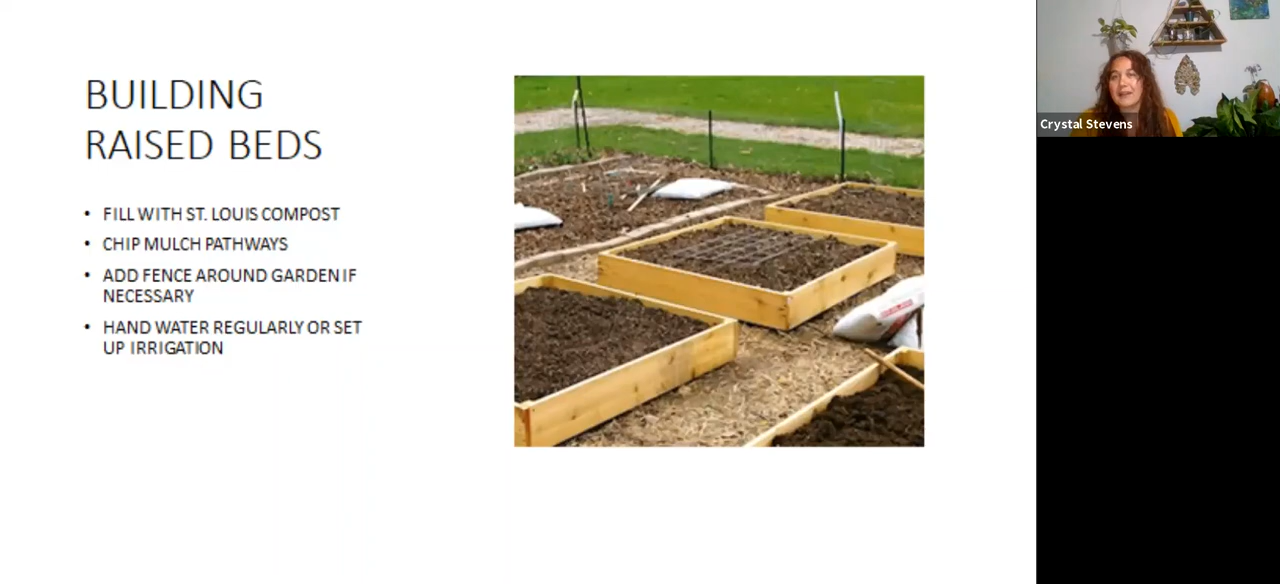 BUILDING
RAISED BEDS
• FILL WITH ST. LOUIS COMPOST
• CHIP MULCH PATHWAYS
• ADD FENCE AROUND GARDEN IF
NECESSARY
• HAND WATER REGULARLY OR SET
UP IRRIGATION
Crystal Stevens